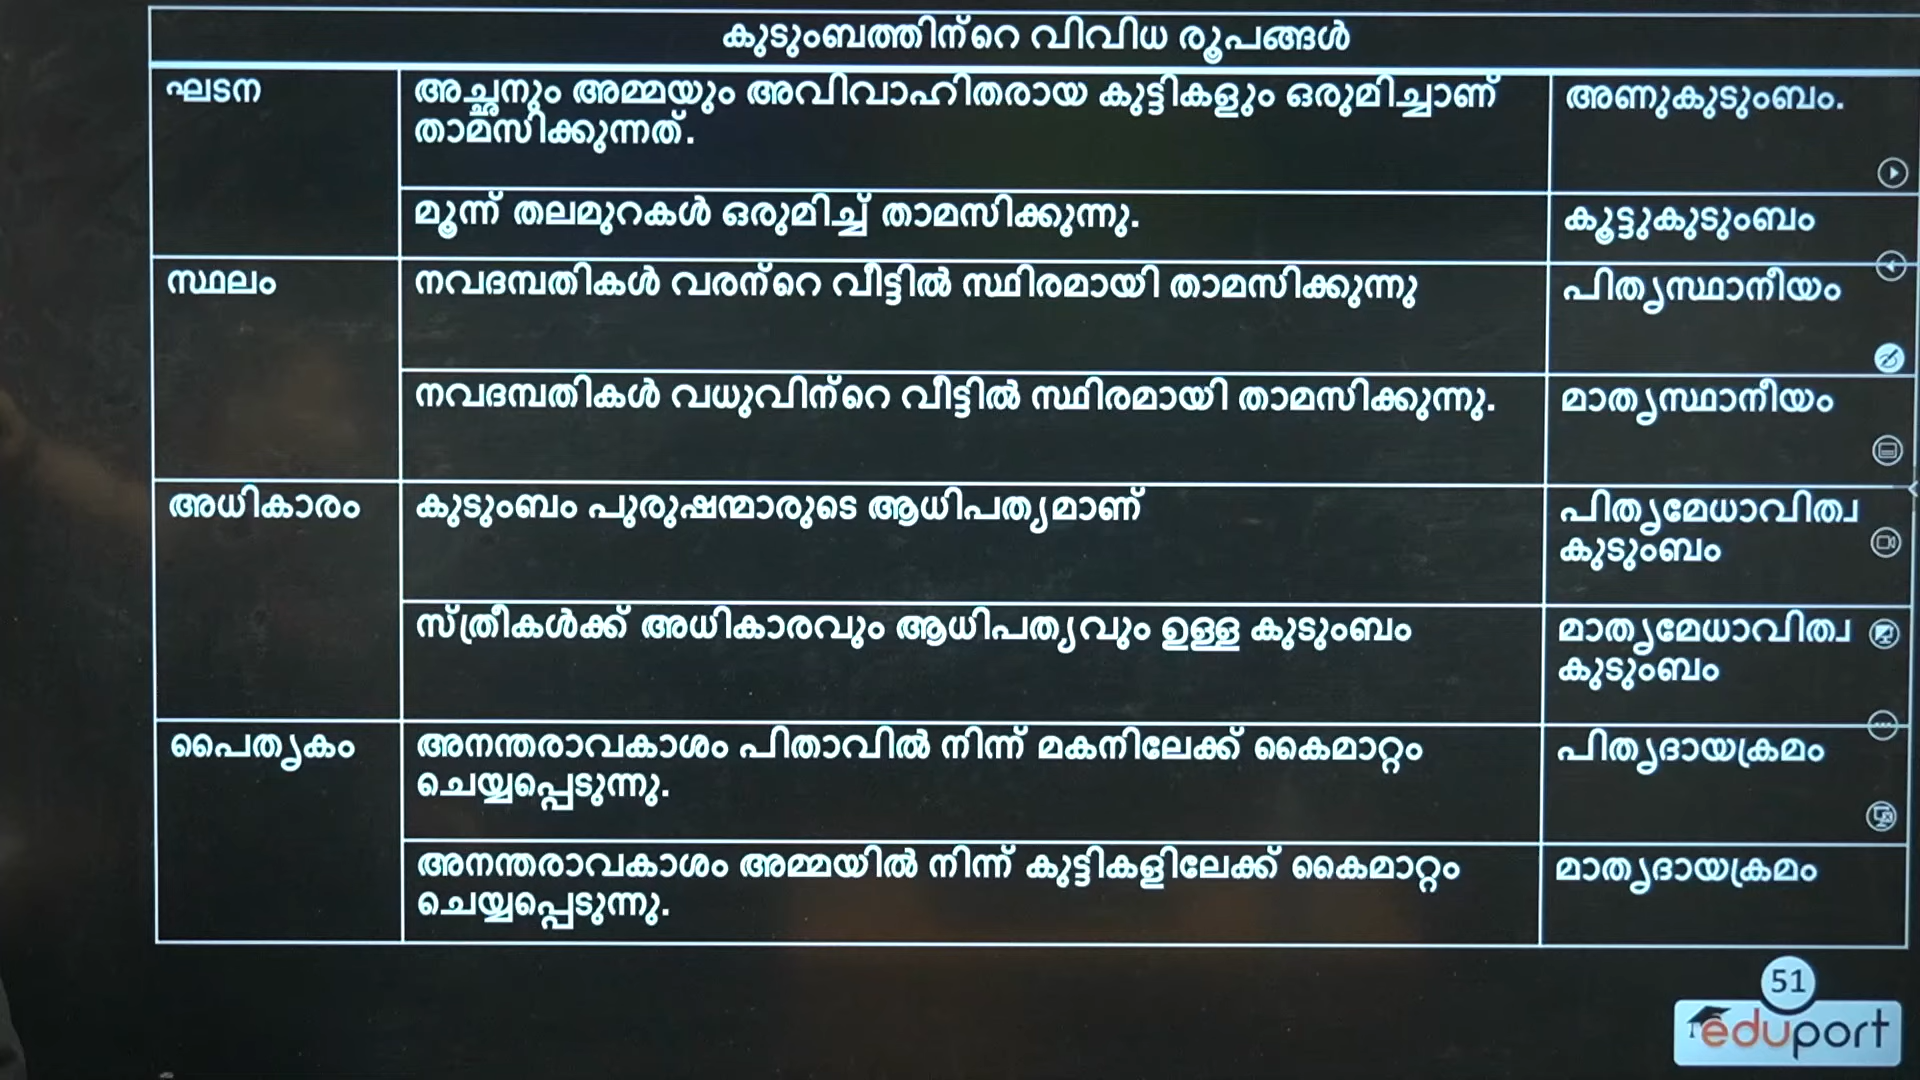 കുടുംബത്തിന്റെ വിവിധ രൂപങ്ങൾ
ഘടന
അച്ഛനും അമ്മയും അവിവാഹിതരായ കുട്ടികളും ഒരുമിച്ചാണ്
താമസിക്കുന്നത്.
അണുകുടുംബം.
മൂന്ന് തലമുറകൾ ഒരുമിച്ച് താമസിക്കുന്നു.
കൂട്ടുകുടുംബം
സ്ഥലം
നവദമ്പതികൾ വരന്റെ വീട്ടിൽ സ്ഥിരമായി താമസിക്കുന്നു
പിതൃസ്ഥാനീയം
നവദമ്പതികൾ വധുവിന്റെ വീട്ടിൽ സ്ഥിരമായി താമസിക്കുന്നു.
മാതൃസ്ഥാനീയം
അധികാരം
കുടുംബം പുരുഷന്മാരുടെ ആധിപത്യമാണ്
പിതൃമേധാവിത്വ
കുടുംബം
സ്ത്രീകൾക്ക് അധികാരവും ആധിപത്യവും ഉള്ള കുടുംബം
മാതൃമേധാവിത്വ
കുടുംബം
പൈതൃകം
അനന്തരാവകാശം പിതാവിൽ നിന്ന് മകനിലേക്ക് കൈമാറ്റം
ചെയ്യപ്പെടുന്നു.
പിതൃദായക്രമം
അനന്തരാവകാശം അമ്മയിൽ നിന്ന് കുട്ടികളിലേക്ക് കൈമാറ്റം
ചെയ്യപ്പെടുന്നു.
മാതൃദായക്രമം
51
eduport